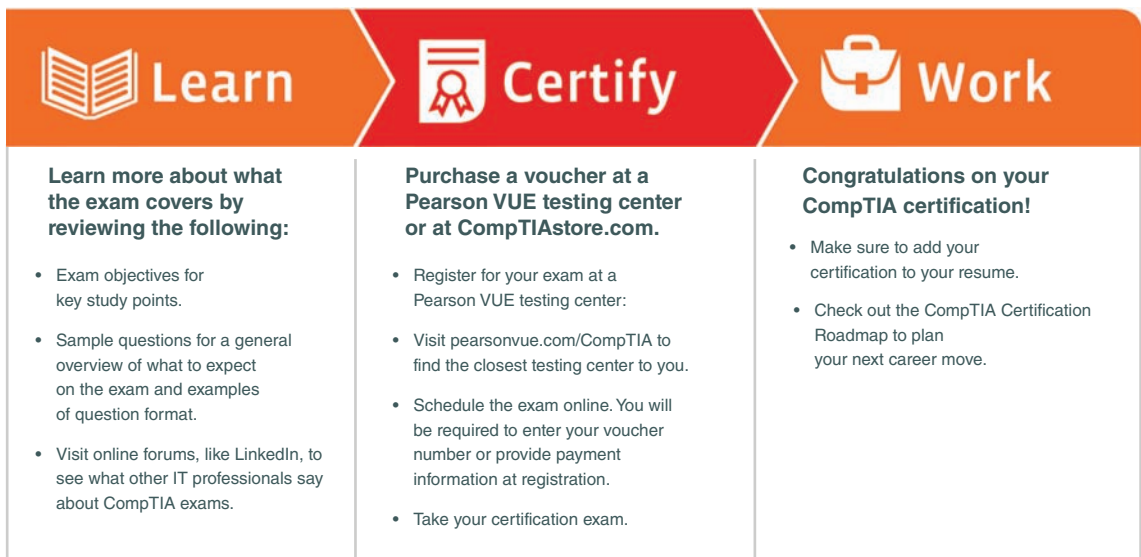 Learn
Certify
Work
Learn more about what
the exam covers by
reviewing the following:
• Exam objectives for
key study points.
• Sample questions for a general
overview of what to expect
on the exam and examples
of question format.
• Visit online forums, like LinkedIn, to
see what other IT professionals say
about CompTIA exams.
Purchase a voucher at a
Pearson VUE testing center
or at CompTIAstore.com.
• Register for your exam at a
Pearson VUE testing center:
• Visit pearsonvue.com/CompTIA to
find the closest testing center to you.
• Schedule the exam online. You will
be required to enter your voucher
number or provide payment
information at registration.
• Take your certification exam.
Congratulations on your
CompTIA certification!
• Make sure to add your
certification to your resume.
• Check out the CompTIA Certification
Roadmap to plan
your next career move.